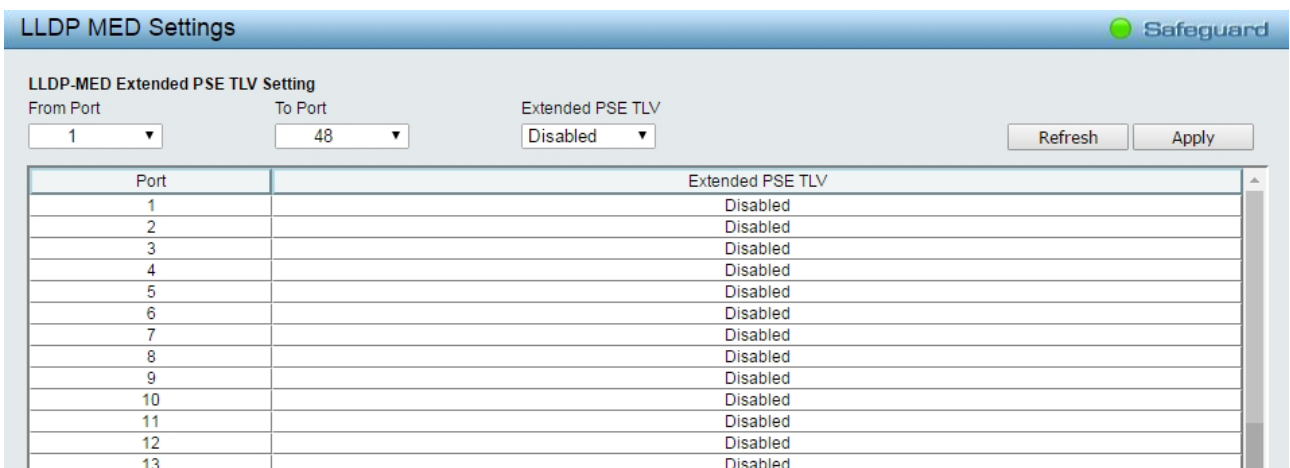 LLDP MED Settings
Safeguard
LLDP-MED Extended PSE TLV Setting
From Port To Port Extended PSE TLV
1 48 Disabled Refresh Apply
Port Extended PSE TLV
1 Disabled
2 Disabled
3 Disabled
4 Disabled
5 Disabled
6 Disabled
7 Disabled
8 Disabled
9 Disabled
10 Disabled
11 Disabled
12 Disabled
13 Disabled